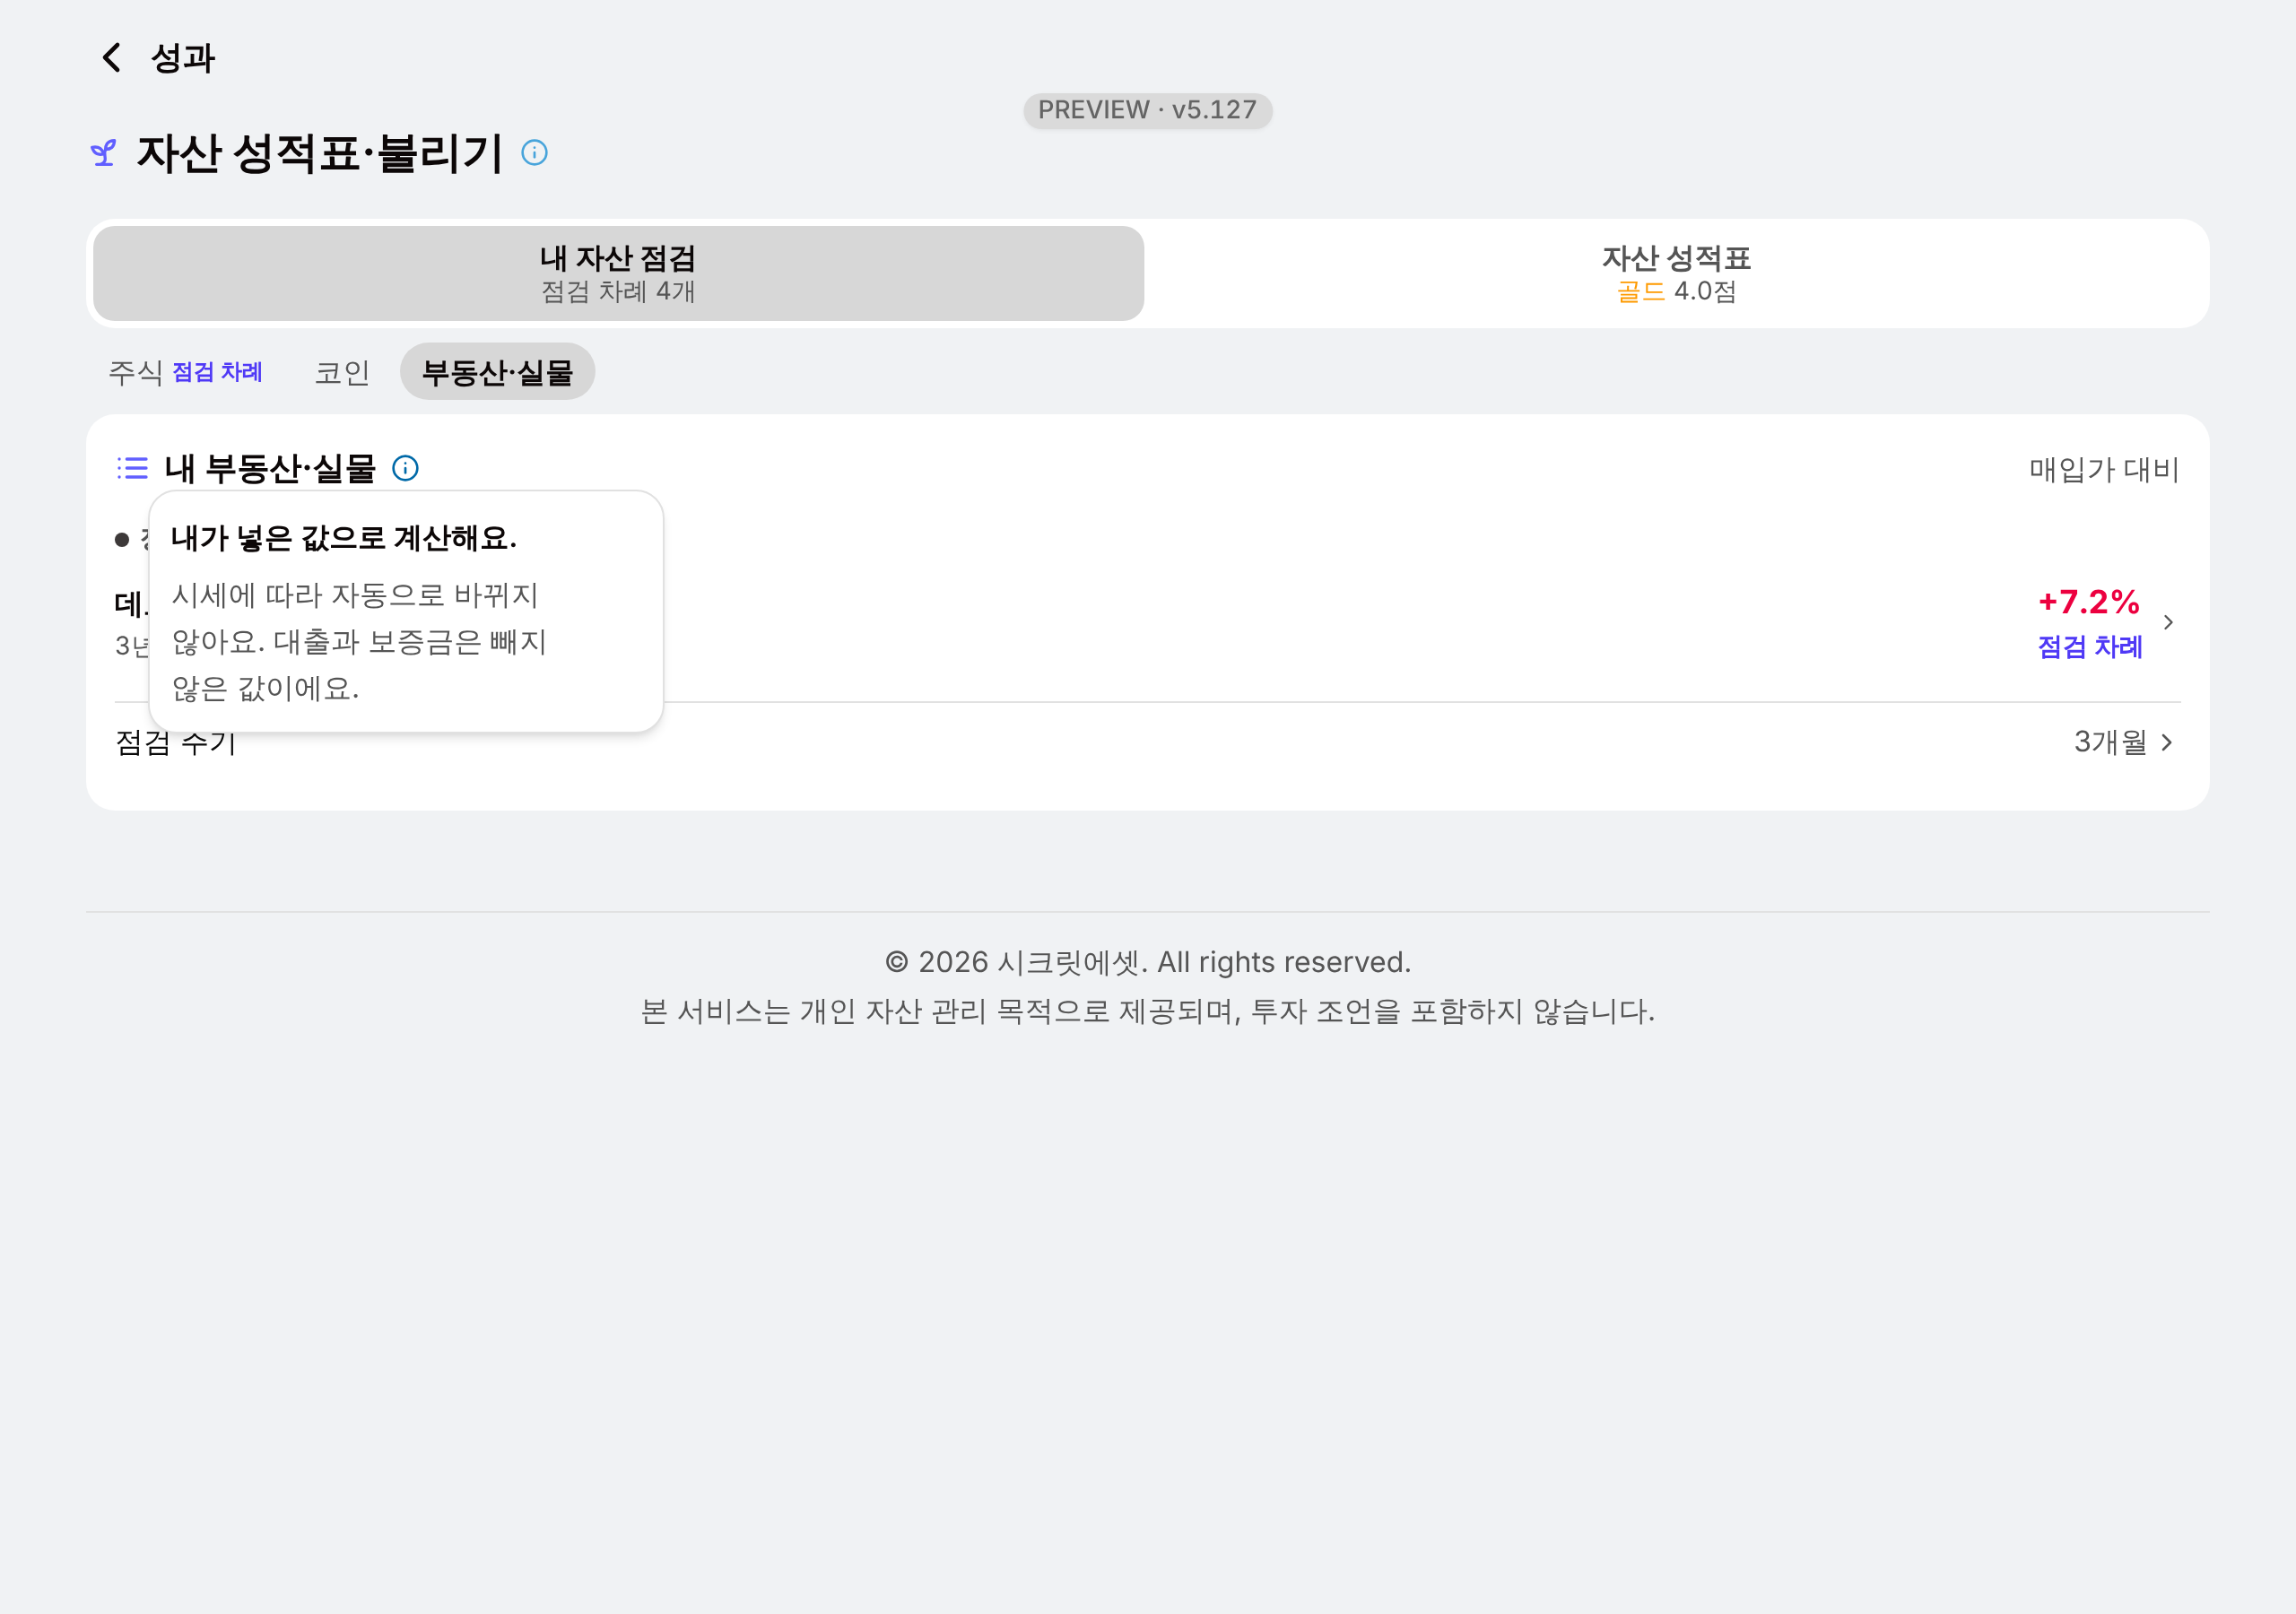 성과
PREVIEW · v5.127
자산 성적표·불리기
내 자산 점검
점검 차례 4개
자산 성적표
골드 4.0점
주식 점검 차례
코인
부동산·실물
내 부동산·실물
매입가 대비
내가 넣은 값으로 계산해요.
시세에 따라 자동으로 바뀌지
않아요. 대출과 보증금은 빼지
않은 값이에요.
+7.2%
점검 차례
점검 주기
3개월
© 2026 시크릿에셋. All rights reserved.
본 서비스는 개인 자산 관리 목적으로 제공되며, 투자 조언을 포함하지 않습니다.